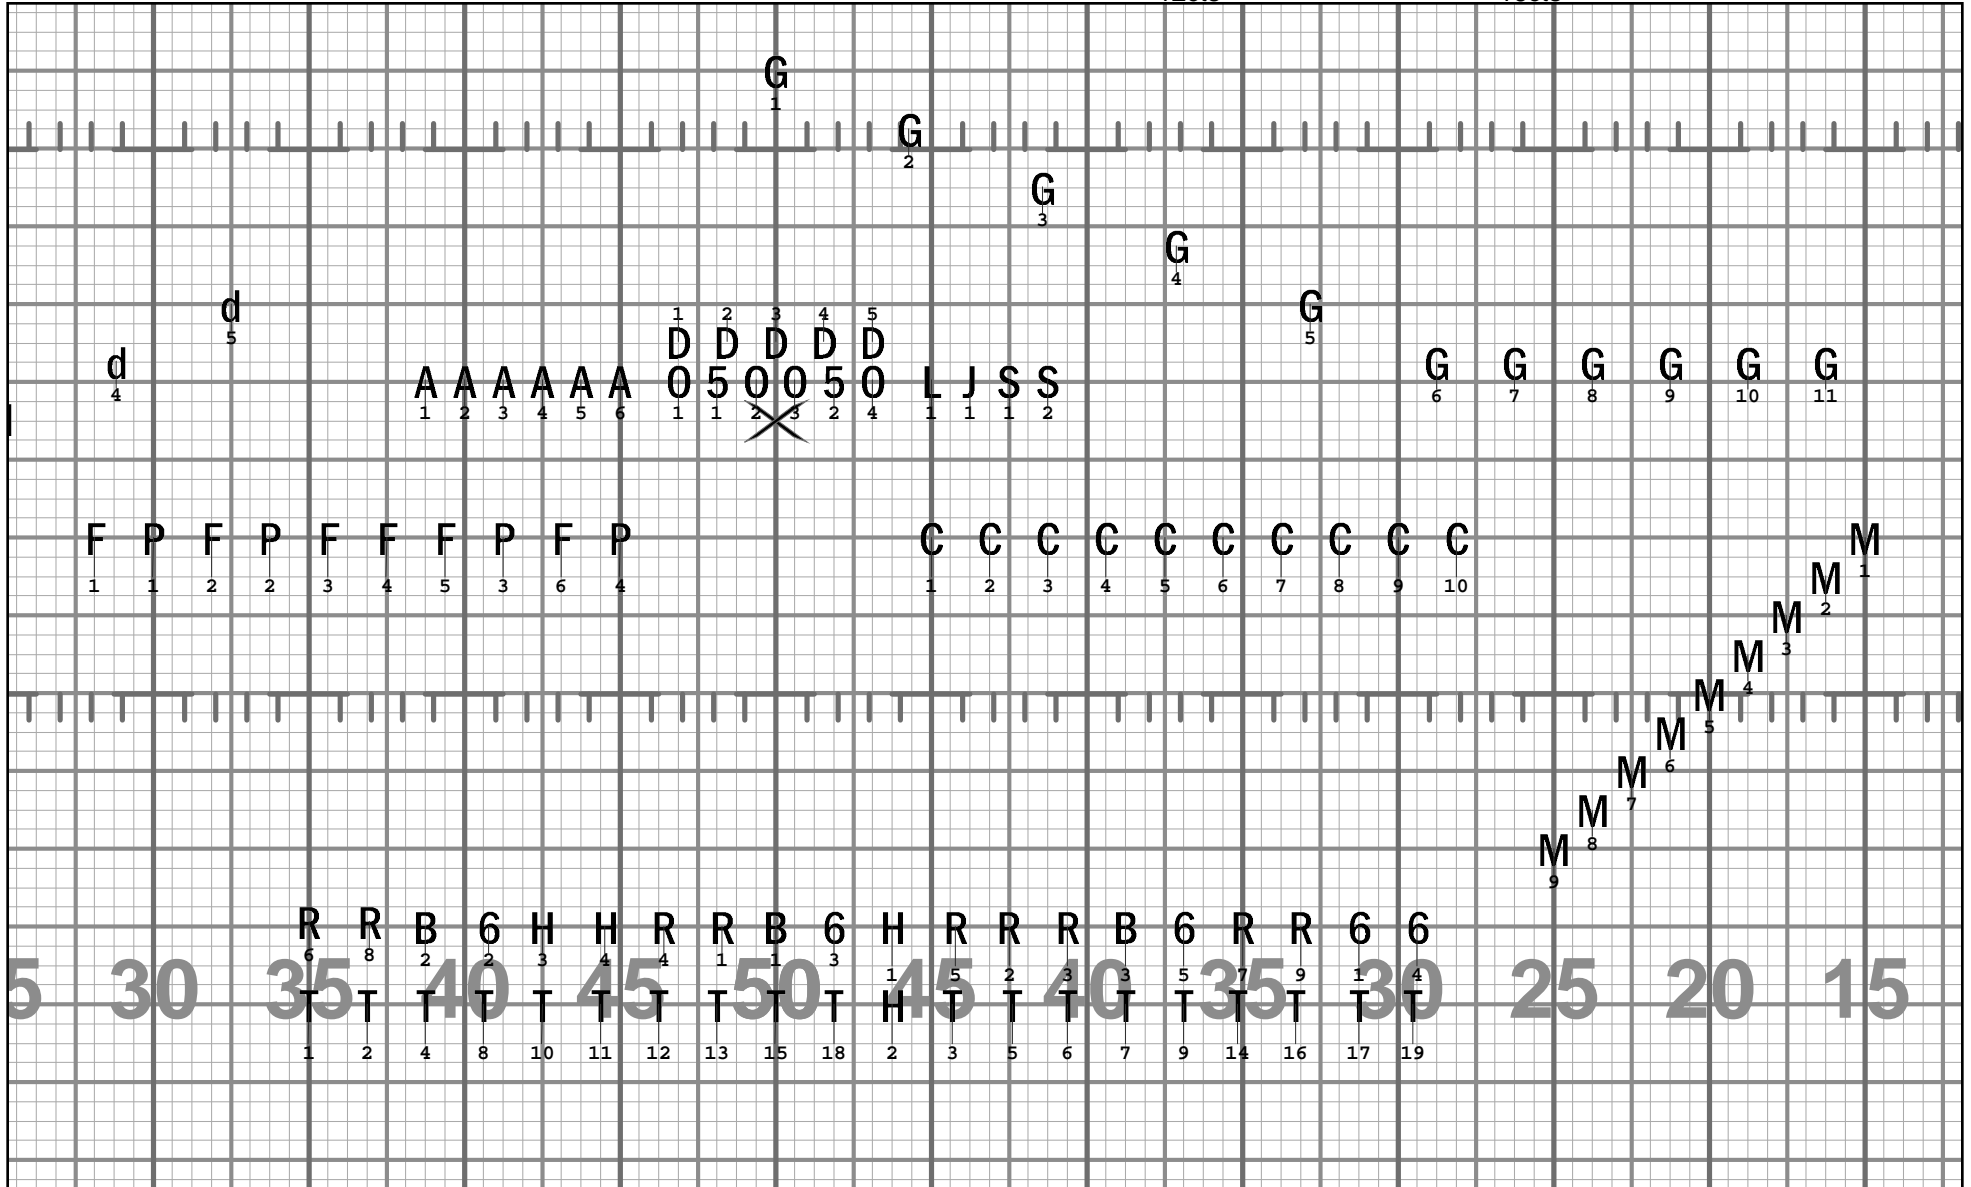 G
1
G
2
G
3
G
4
d G
5 5
1 2 3 4 5
D D D D D
d G G G G G G
4 6 7 8 9 10 11
A A A A A A O 5 O O 5 O L J S S
1 2 3 4 5 6 1 1 2 3 2 4 1 1 1 2
F P F P F F F P F P C C C C C C C C C C M
1 1 2 2 3 4 5 3 6 4 1 2 3 4 5 6 7 8 9 10 1
M
2
M
3
M
4
M
5
M
6
M
7
M
8
M
9
R R B 6 H H R R B 6 H R R R B 6 R R 6 6
6 8 2 2 3 4 4 1 1 3 1 5 2 3 3 5 7 9 1 4
5 30 35 40 45 50 45 40 35 30 25 20 15
T T T T T T T T T T H T T T T T T T T T
1 2 4 8 10 11 12 13 15 18 2 3 5 6 7 9 14 16 17 19